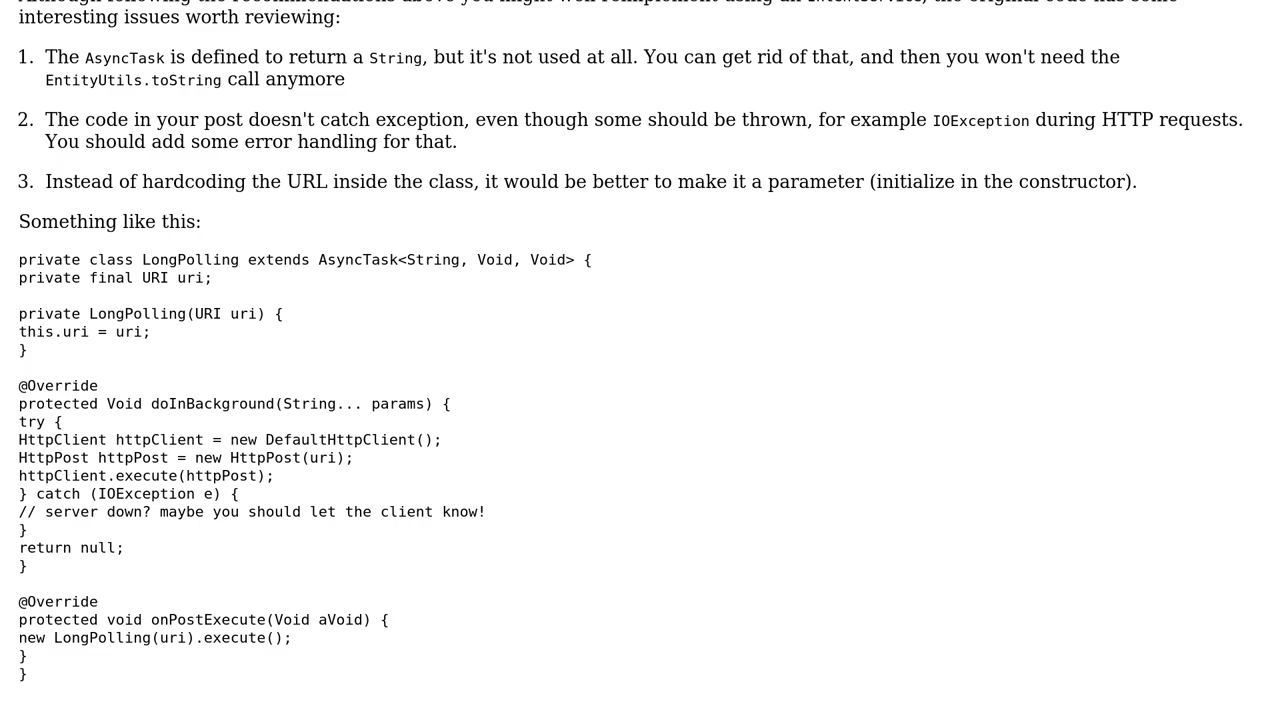 interesting issues worth reviewing:
1. The AsyncTask is defined to return a String, but it's not used at all. You can get rid of that, and then you won't need the
EntityUtils.toString call anymore
2. The code in your post doesn't catch exception, even though some should be thrown, for example IOException during HTTP requests.
You should add some error handling for that.
3. Instead of hardcoding the URL inside the class, it would be better to make it a parameter (initialize in the constructor).
Something like this:
private class LongPolling extends AsyncTask<String, Void, Void> {
private final URI uri;
private LongPolling(URI uri) {
this.uri = uri;
}
@Override
protected Void doInBackground(String... params) {
try {
HttpClient httpClient = new DefaultHttpClient();
HttpPost httpPost = new HttpPost(uri);
httpClient.execute(httpPost);
} catch (IOException e) {
// server down? maybe you should let the client know!
}
return null;
}
@Override
protected void onPostExecute(Void aVoid) {
new LongPolling(uri).execute();
}
}